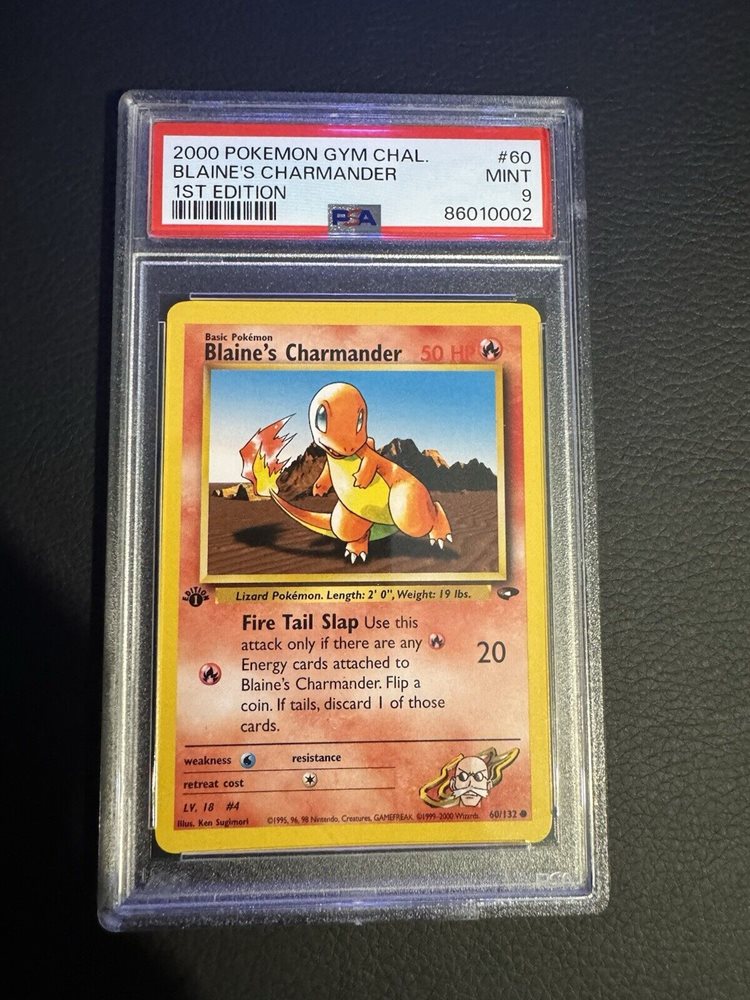 2000 POKEMON GYM CHAL. #60
BLAINE'S CHARMANDER MINT
1ST EDITION 9
PSA 86010002
Basic Pokémon
Blaine's Charmander 50 HP
EDITION 1
Lizard Pokémon. Length: 2' 0", Weight: 19 lbs.
Fire Tail Slap Use this
attack only if there are any
Energy cards attached to
Blaine's Charmander. Flip a
coin. If tails, discard 1 of those
cards.
20
weakness resistance
retreat cost
LV. 18 #4
Illus. Ken Sugimori ©1995, 96, 98 Nintendo, Creatures, GAMEFREAK. ©1999-2000 Wizards. 60/132